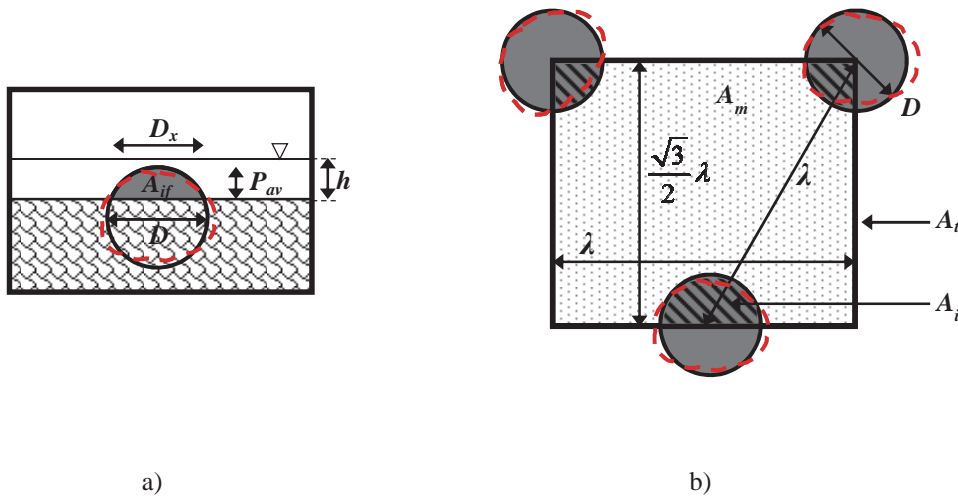 D_x
A_if
P_av
h
D
a)
A_m
D
√3/2 λ
λ
λ
A_t
A_i
b)